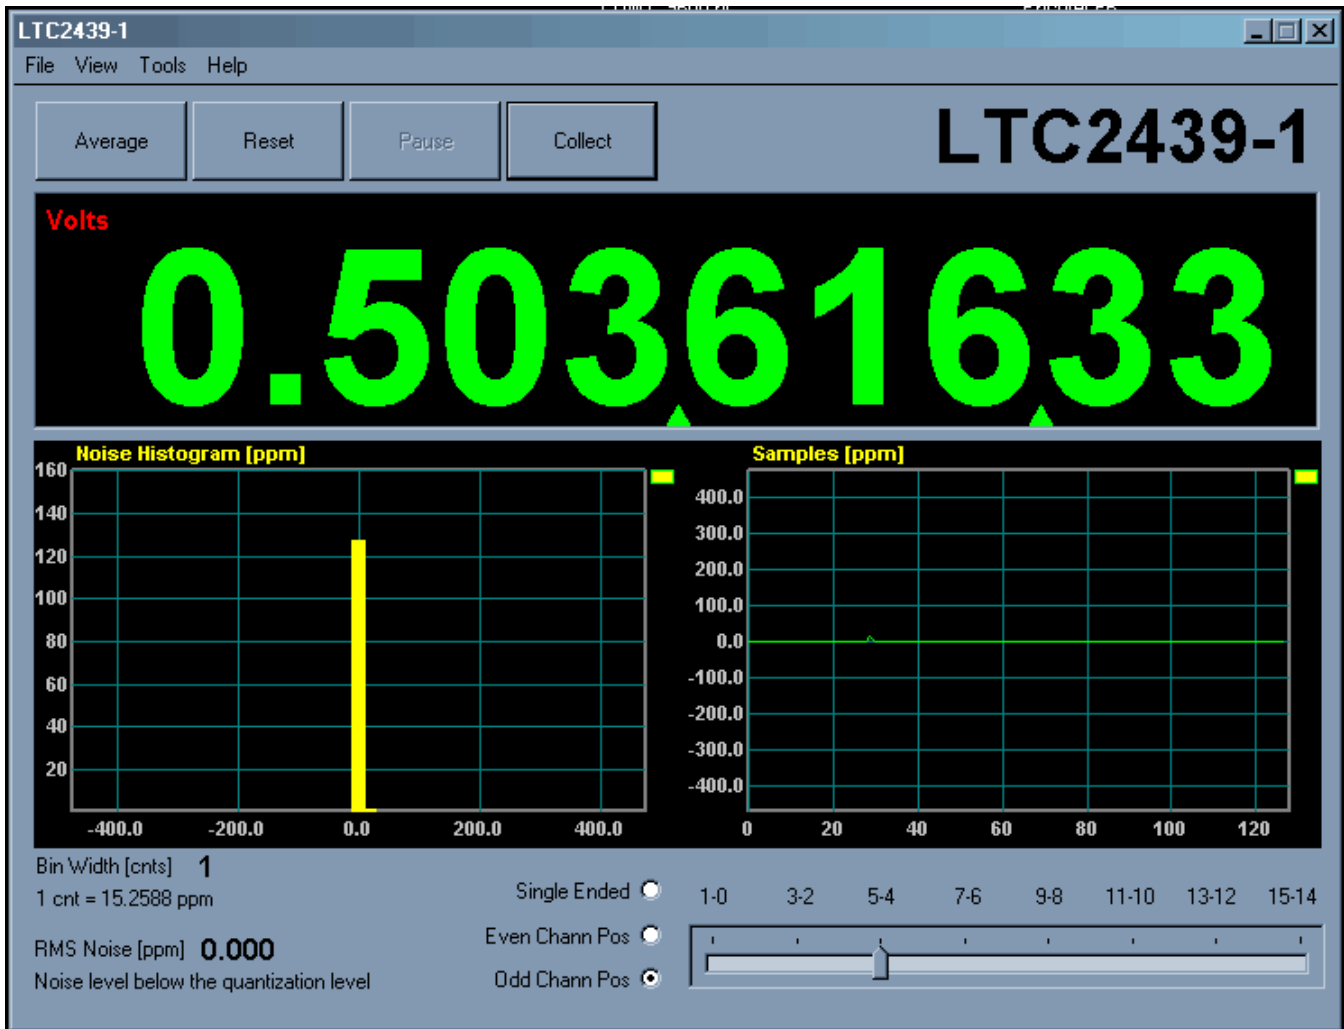 LTC2439-1
File View Tools Help
Average Reset Pause Collect
LTC2439-1
Volts
0.50361633
Noise Histogram [ppm]
160
140
120
100
80
60
40
20
-400.0 -200.0 0.0 200.0 400.0
Samples [ppm]
400.0
300.0
200.0
100.0
0.0
-100.0
-200.0
-300.0
-400.0
0 20 40 60 80 100 120
Bin Width [cnts] 1
1 cnt = 15.2588 ppm
RMS Noise [ppm] 0.000
Noise level below the quantization level
Single Ended
Even Chann Pos
Odd Chann Pos
1-0 3-2 5-4 7-6 9-8 11-10 13-12 15-14